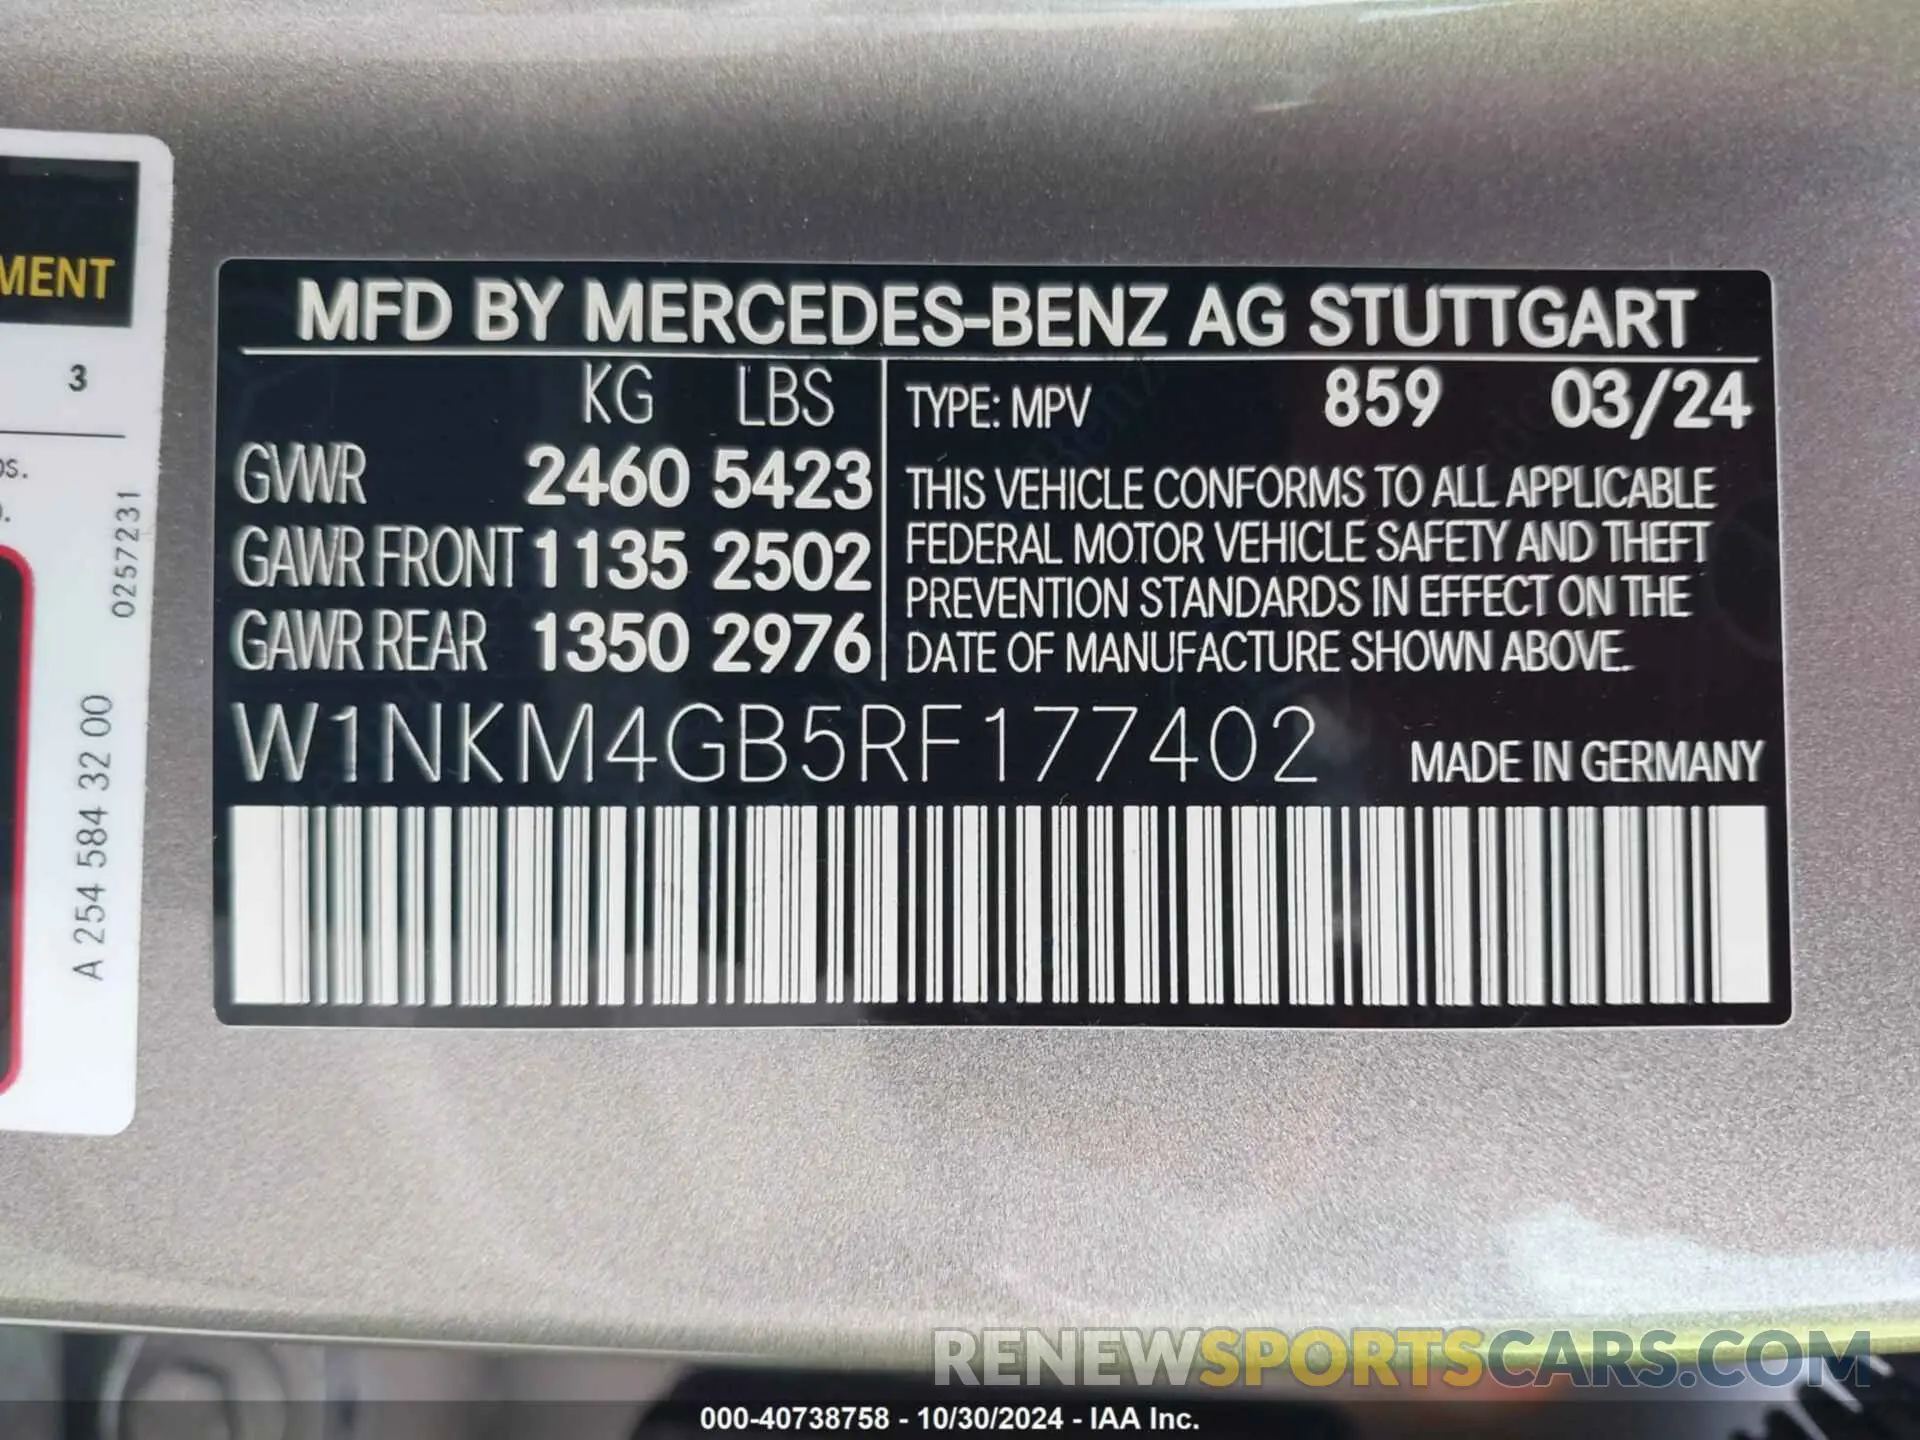 MENT
3
0257231
A 254 584 32 00
MFD BY MERCEDES-BENZ AG STUTTGART
KG LBS
GVWR 2460 5423
GAWR FRONT 1135 2502
GAWR REAR 1350 2976
TYPE: MPV 859 03/24
THIS VEHICLE CONFORMS TO ALL APPLICABLE
FEDERAL MOTOR VEHICLE SAFETY AND THEFT
PREVENTION STANDARDS IN EFFECT ON THE
DATE OF MANUFACTURE SHOWN ABOVE.
W1NKM4GB5RF177402
MADE IN GERMANY
RENEWSPORTSCARS.COM
000-40738758 - 10/30/2024 - IAA Inc.